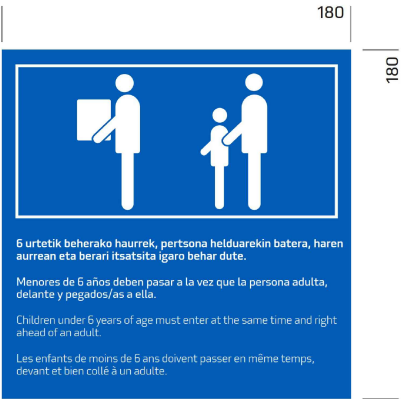 180
180
6 urtetik beherako haurrek, pertsona helduarekin batera, haren
aurrean eta berari itsatsita igaro behar dute.
Menores de 6 años deben pasar a la vez que la persona adulta,
delante y pegados/as a ella.
Children under 6 years of age must enter at the same time and right
ahead of an adult.
Les enfants de moins de 6 ans doivent passer en même temps,
devant et bien collé à un adulte.